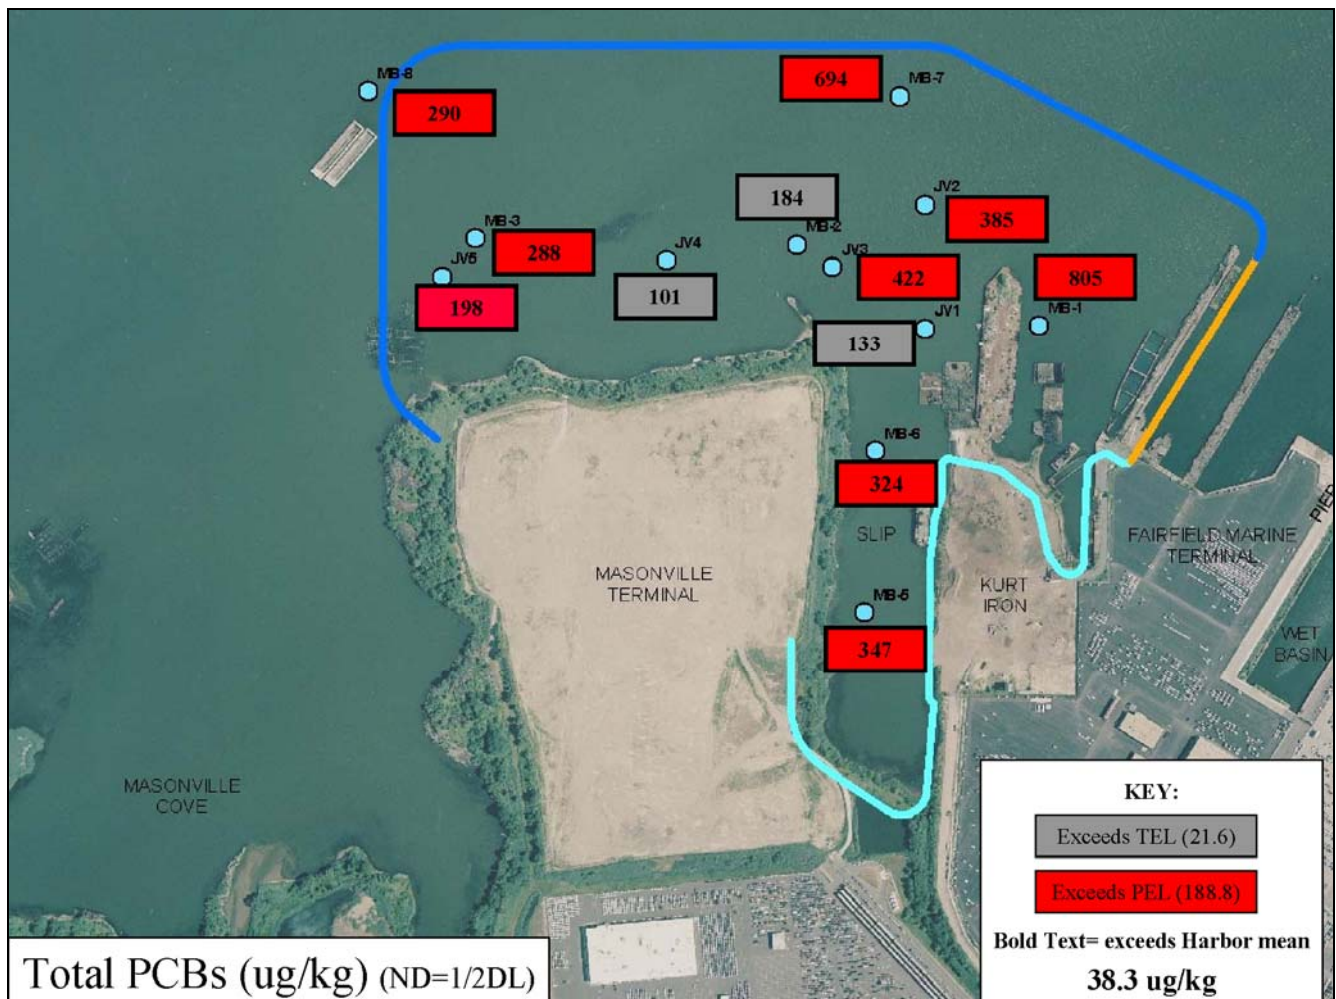 MB-8
290
694
MB-7
184
MB-2
JV2
385
MB-3
288
JV5
198
JV4
101
JV3
422
805
MB-1
JV1
133
MB-6
324
SLIP
MASONVILLE
TERMINAL
MB-5
347
KURT
IRON
FAIRFIELD MARINE
TERMINAL
PIER
WET
BASIN
MASONVILLE
COVE
KEY:
Exceeds TEL (21.6)
Exceeds PEL (188.8)
Bold Text= exceeds Harbor mean
38.3 ug/kg
Total PCBs (ug/kg) (ND=1/2DL)